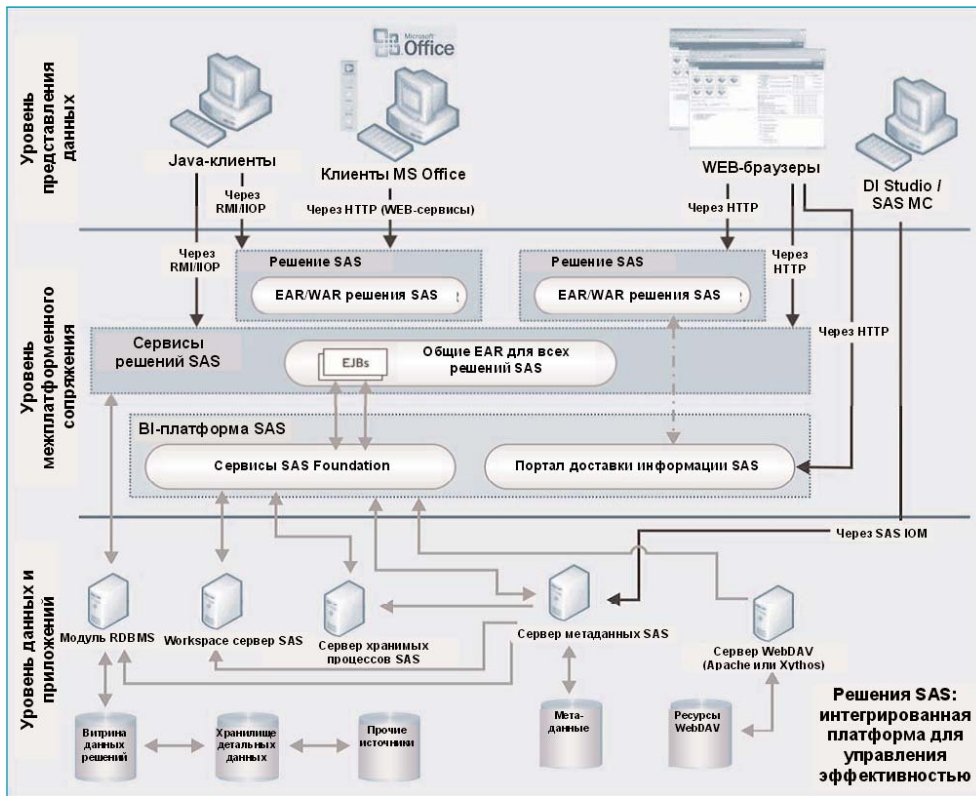 Уровень
представления
данных
Microsoft
Office
Java-клиенты
Клиенты MS Office
WEB-браузеры
DI Studio /
SAS MC
Через
RMI/IIOP
Через HTTP (WEB-сервисы)
Через HTTP
Уровень
межплатформенного
сопряжения
Через
RMI/IIOP
Решение SAS
EAR/WAR решения SAS
Решение SAS
EAR/WAR решения SAS
Через
HTTP
Через HTTP
Сервисы
решений SAS
EJBs
Общие EAR для всех
решений SAS
BI-платформа SAS
Сервисы SAS Foundation
Портал доставки информации SAS
Уровень данных и
приложений
Через SAS IOM
Модуль RDBMS
Workspace сервер SAS
Сервер хранимых
процессов SAS
Сервер метаданных SAS
Сервер WebDAV
(Apache или Xythos)
Витрина
данных
решений
Хранилище
детальных
данных
Прочие
источники
Мета-
данные
Ресурсы
WebDAV
Решения SAS:
интегрированная
платформа для
управления
эффективностью